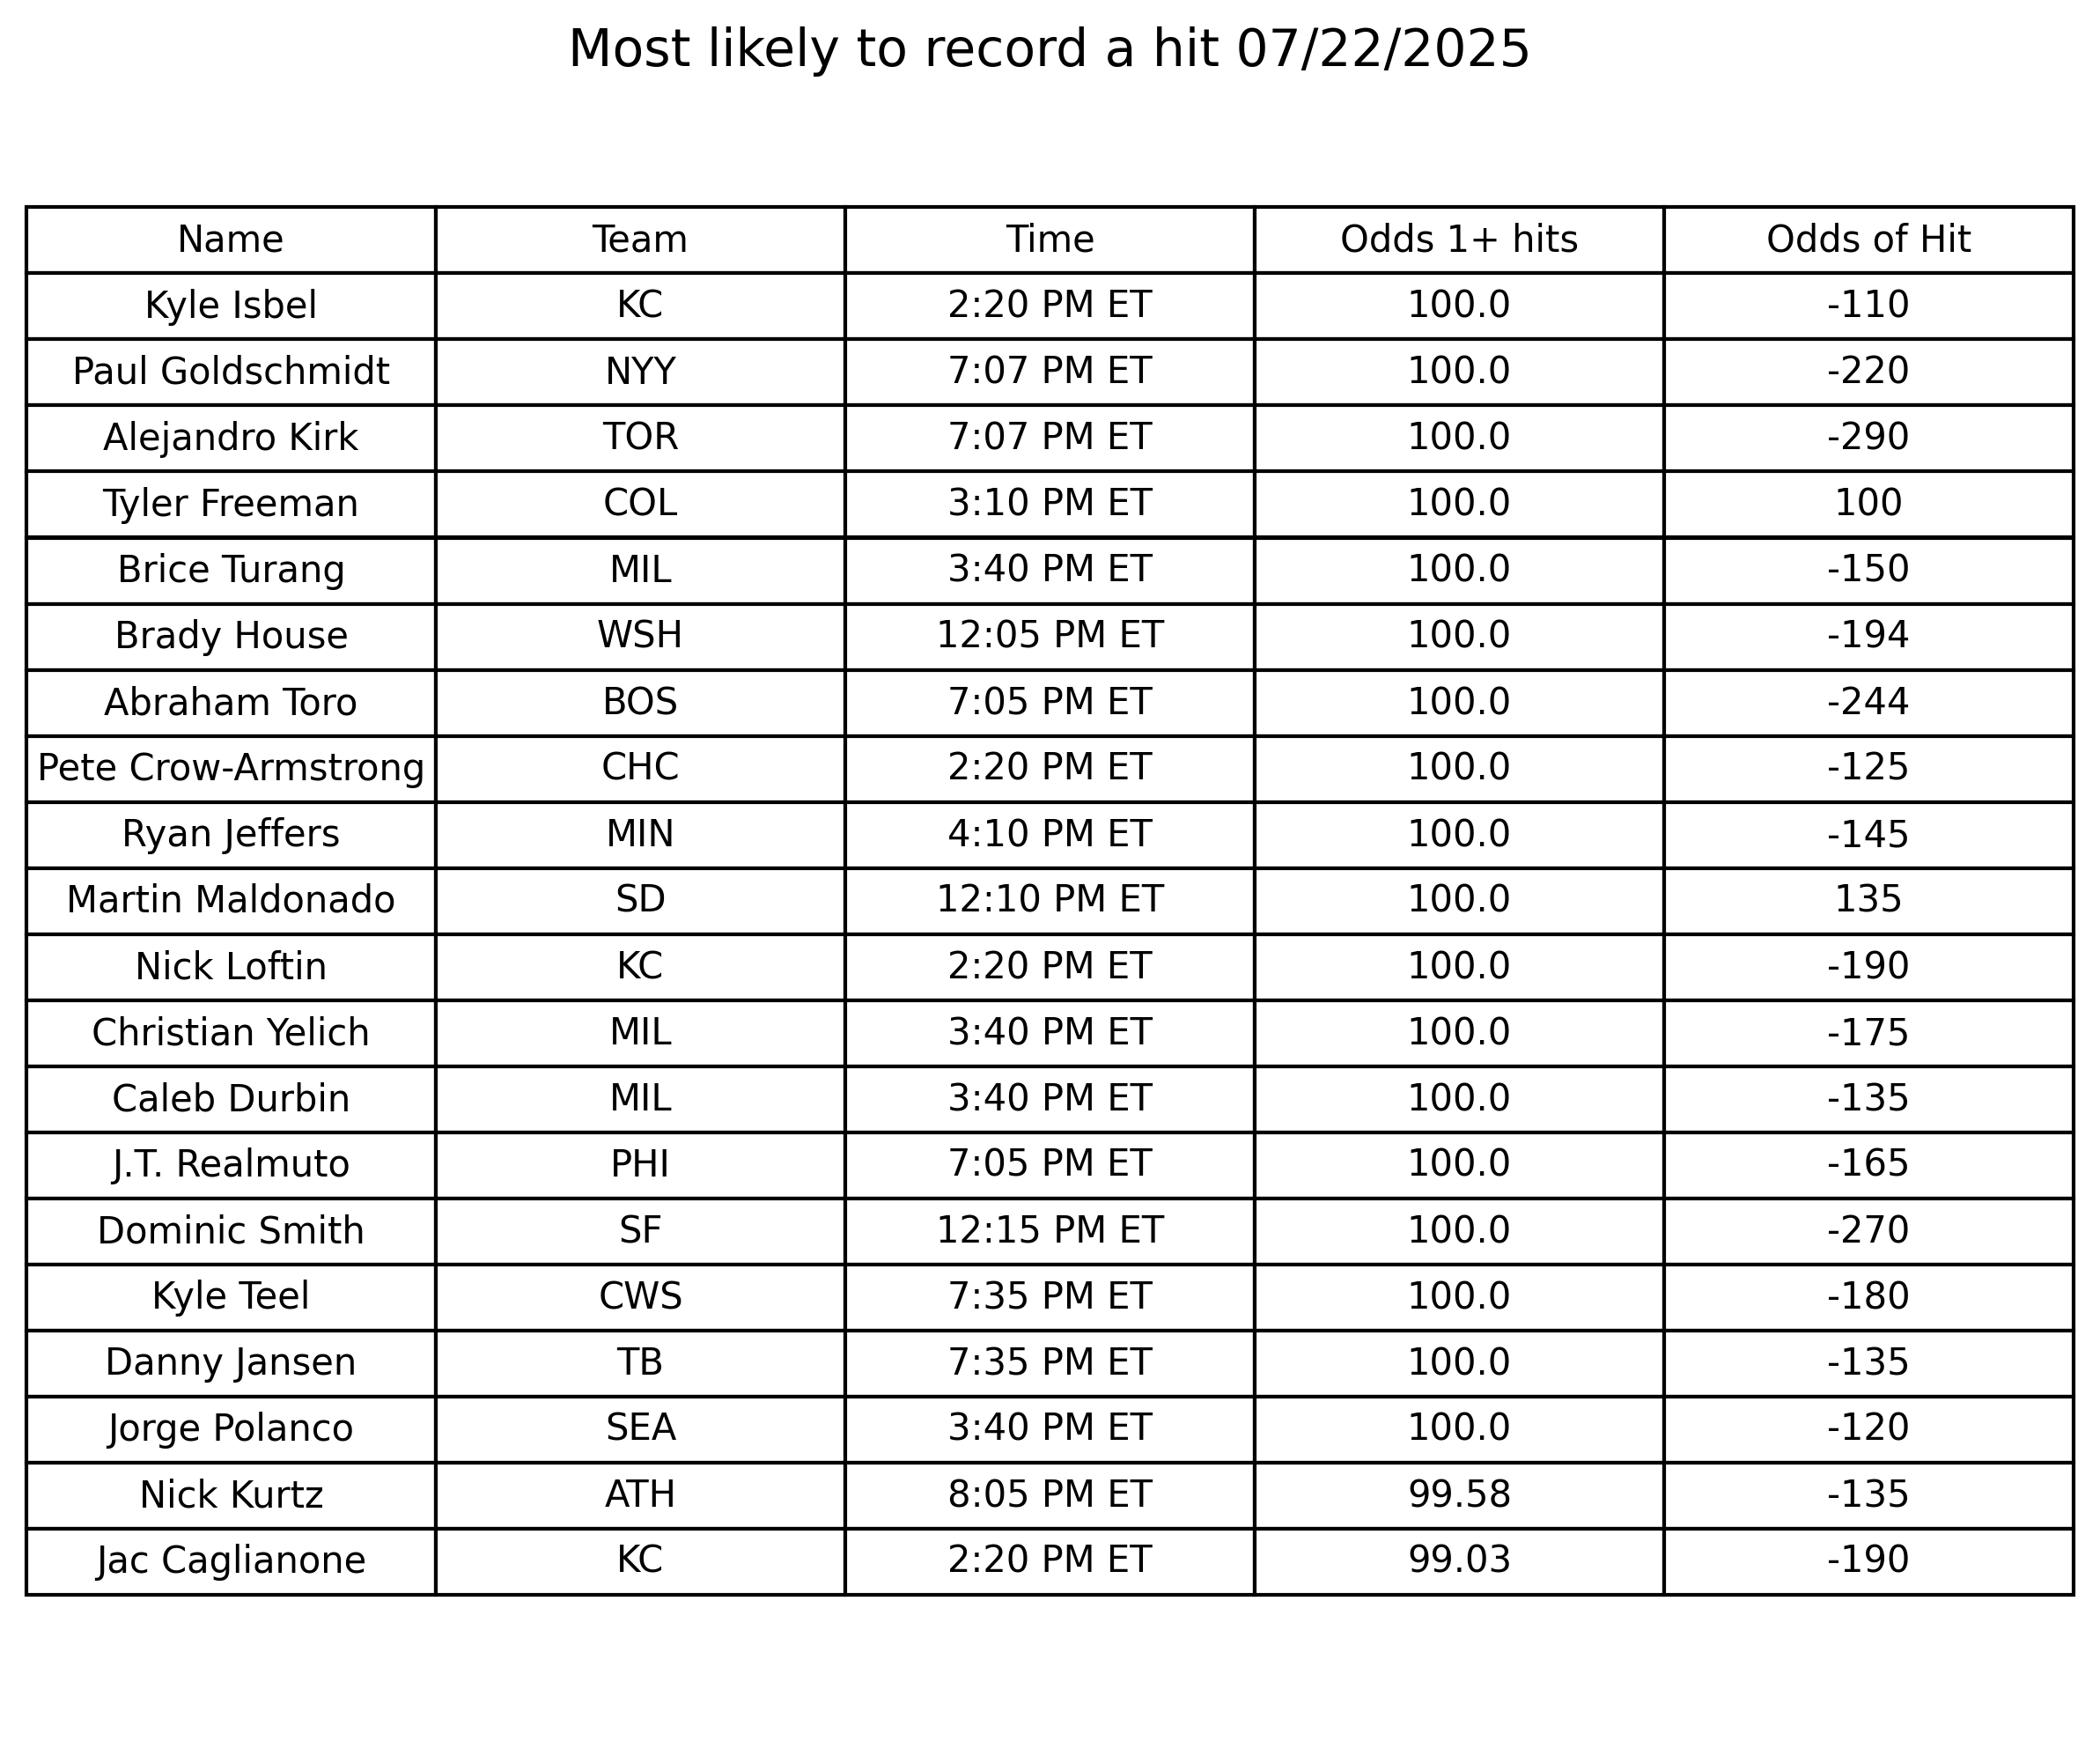 Most likely to record a hit 07/22/2025
Name Team Time Odds 1+ hits Odds of Hit
Kyle Isbel KC 2:20 PM ET 100.0 -110
Paul Goldschmidt NYY 7:07 PM ET 100.0 -220
Alejandro Kirk TOR 7:07 PM ET 100.0 -290
Tyler Freeman COL 3:10 PM ET 100.0 100
Brice Turang MIL 3:40 PM ET 100.0 -150
Brady House WSH 12:05 PM ET 100.0 -194
Abraham Toro BOS 7:05 PM ET 100.0 -244
Pete Crow-Armstrong CHC 2:20 PM ET 100.0 -125
Ryan Jeffers MIN 4:10 PM ET 100.0 -145
Martin Maldonado SD 12:10 PM ET 100.0 135
Nick Loftin KC 2:20 PM ET 100.0 -190
Christian Yelich MIL 3:40 PM ET 100.0 -175
Caleb Durbin MIL 3:40 PM ET 100.0 -135
J.T. Realmuto PHI 7:05 PM ET 100.0 -165
Dominic Smith SF 12:15 PM ET 100.0 -270
Kyle Teel CWS 7:35 PM ET 100.0 -180
Danny Jansen TB 7:35 PM ET 100.0 -135
Jorge Polanco SEA 3:40 PM ET 100.0 -120
Nick Kurtz ATH 8:05 PM ET 99.58 -135
Jac Caglianone KC 2:20 PM ET 99.03 -190